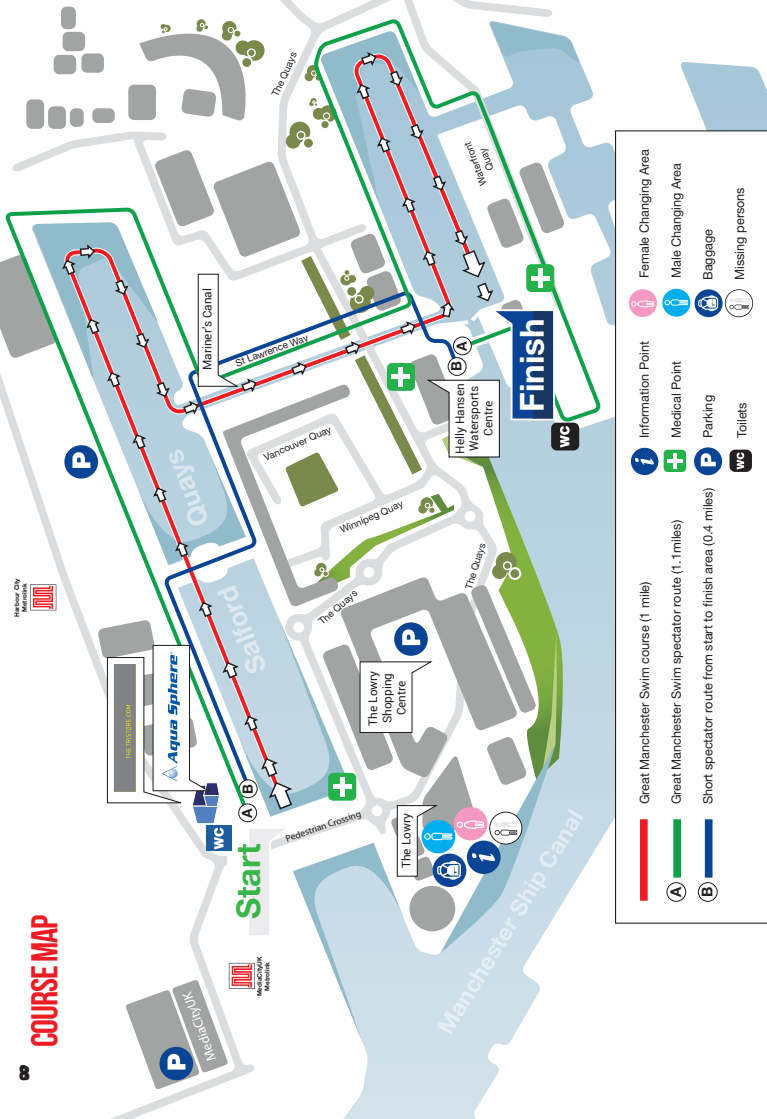 8
COURSE MAP
P
MediaCityUK
MediaCityUK
Metrolink
Harbour City
Metrolink
THETRISTORE.COM
Aqua Sphere
WC
Start
A
B
P
Pedestrian Crossing
Salford
Quays
Mariner's Canal
St Lawrence Way
The Quays
Waterfront
Quay
Vancouver Quay
Winnipeg Quay
The Quays
The Quays
P
The Lowry
Shopping
Centre
The Lowry
i
Helly Hansen
Watersports
Centre
B
A
Finish
WC
Manchester Ship Canal
Great Manchester Swim course (1 mile)
A
Great Manchester Swim spectator route (1.1miles)
B
Short spectator route from start to finish area (0.4 miles)
i
Information Point
Medical Point
P
Parking
WC
Toilets
Female Changing Area
Male Changing Area
Baggage
Missing persons